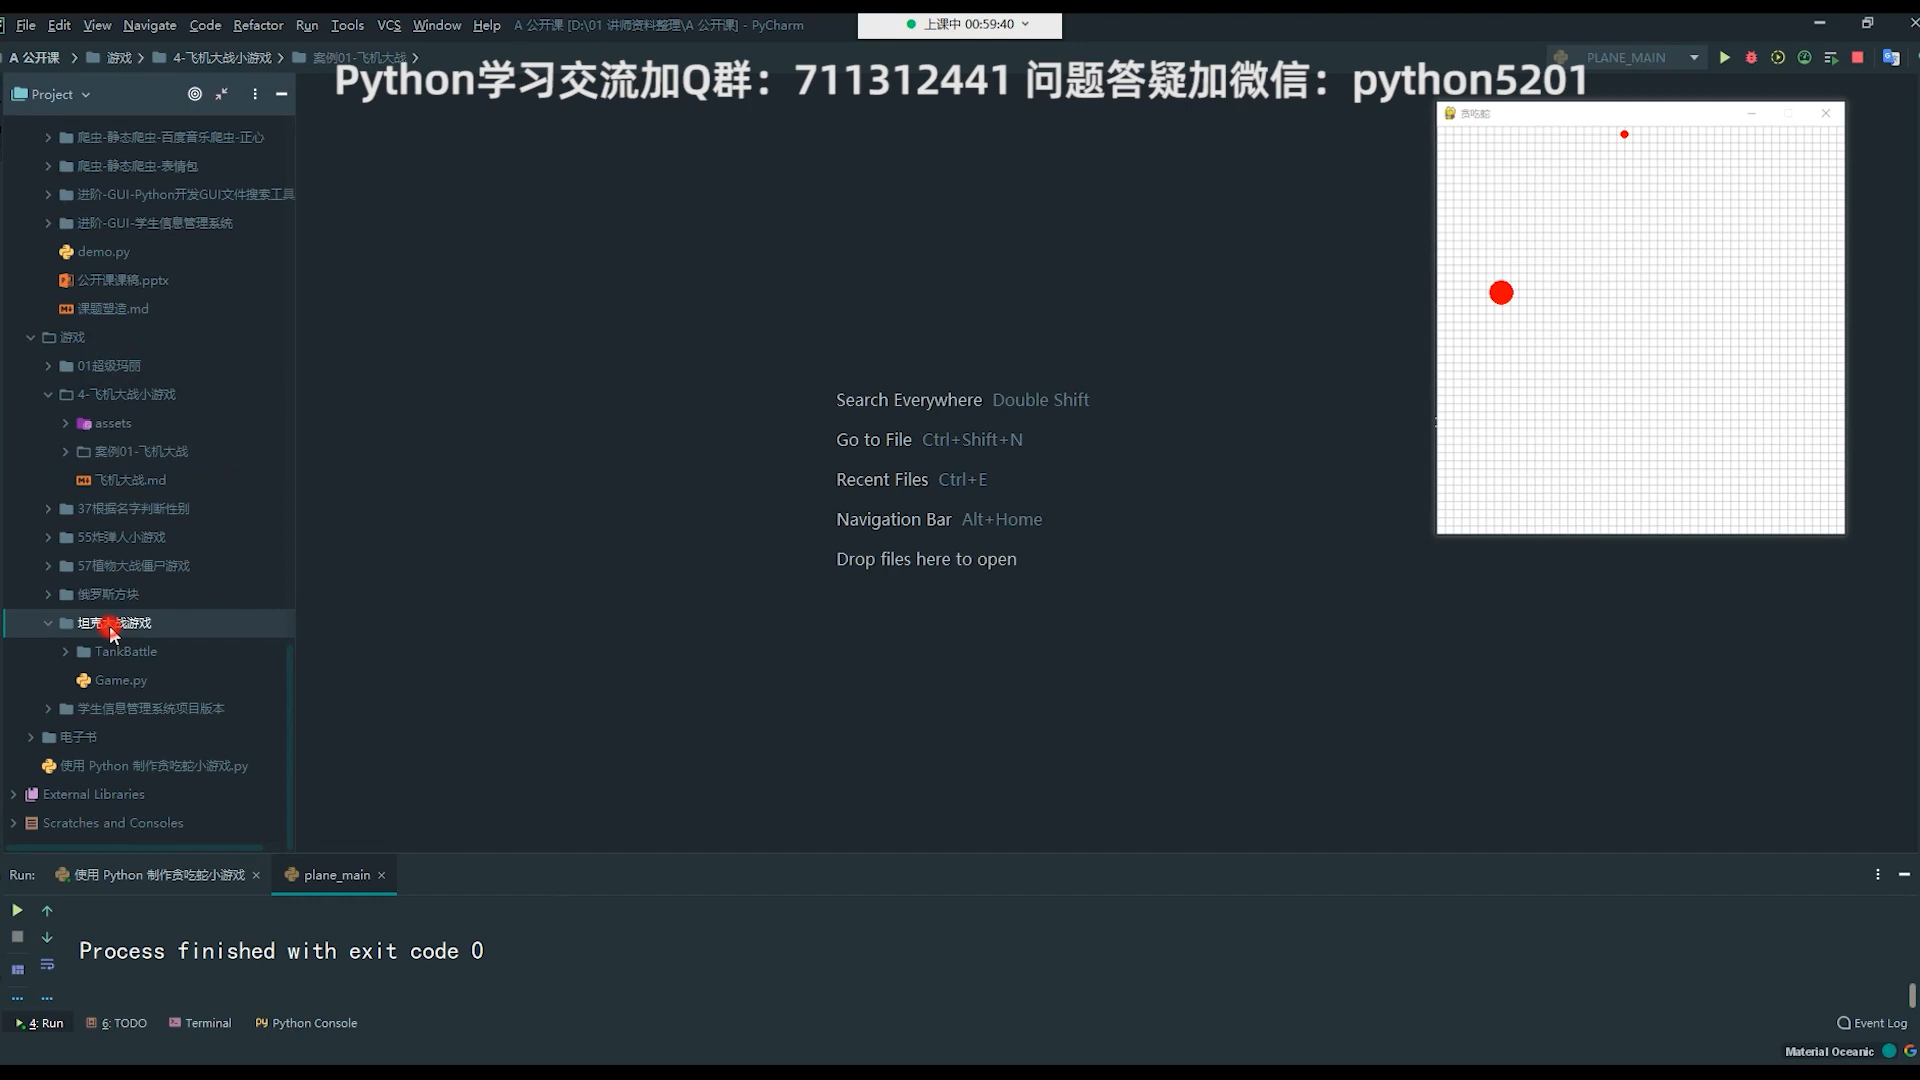 File Edit View Navigate Code Refactor Run Tools VCS Window Help A 公开课 [D:\01 讲师资料整理\A 公开课] - PyCharm
上课中 00:59:40
A 公开课 游戏 4-飞机大战小游戏 案例01-飞机大战
PLANE_MAIN
Python学习交流加Q群：711312441 问题答疑加微信：python5201
Project
贪吃蛇
爬虫-静态爬虫-百度音乐爬虫-正心
爬虫-静态爬虫-表情包
进阶-GUI-Python开发GUI文件搜索工具
进阶-GUI-学生信息管理系统
demo.py
公开课课稿.pptx
课题塑造.md
游戏
01超级玛丽
4-飞机大战小游戏
assets
案例01-飞机大战
飞机大战.md
37根据名字判断性别
55炸弹人小游戏
57植物大战僵尸游戏
俄罗斯方块
坦克大战游戏
TankBattle
Game.py
学生信息管理系统项目版本
电子书
使用 Python 制作贪吃蛇小游戏.py
External Libraries
Scratches and Consoles
Search Everywhere Double Shift
Go to File Ctrl+Shift+N
Recent Files Ctrl+E
Navigation Bar Alt+Home
Drop files here to open
Run: 使用 Python 制作贪吃蛇小游戏 plane_main
Process finished with exit code 0
4: Run 6: TODO Terminal Python Console Event Log
Material Oceanic